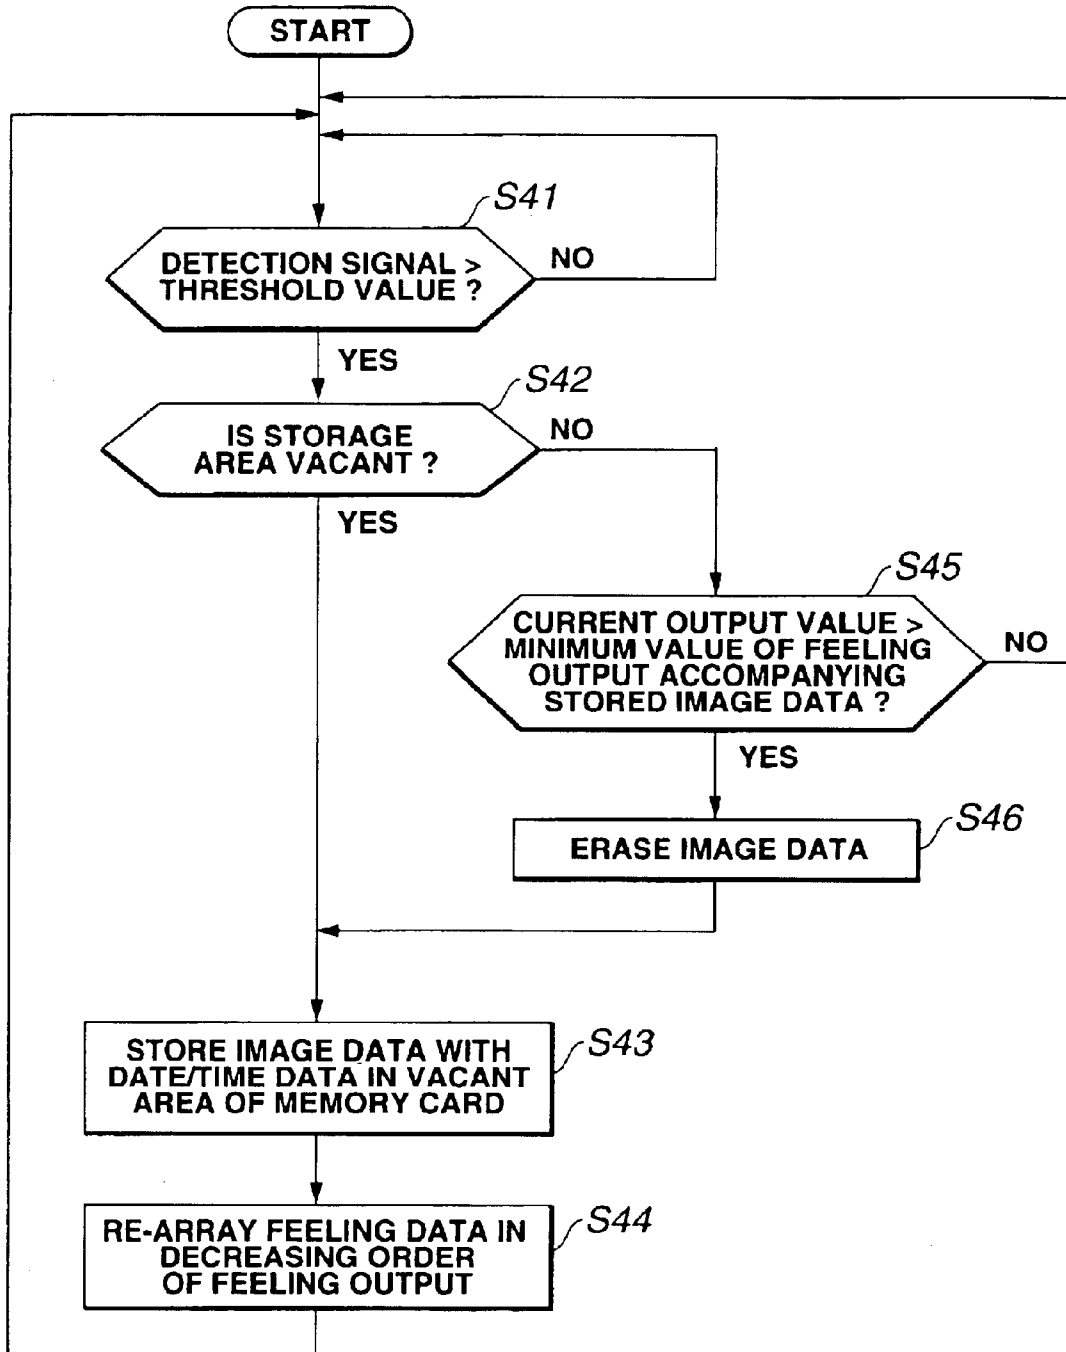 START
S41
DETECTION SIGNAL >
THRESHOLD VALUE ?
NO
YES
S42
IS STORAGE
AREA VACANT ?
NO
YES
S45
CURRENT OUTPUT VALUE >
MINIMUM VALUE OF FEELING
OUTPUT ACCOMPANYING
STORED IMAGE DATA ?
NO
YES
S46
ERASE IMAGE DATA
S43
STORE IMAGE DATA WITH
DATE/TIME DATA IN VACANT
AREA OF MEMORY CARD
S44
RE-ARRAY FEELING DATA IN
DECREASING ORDER
OF FEELING OUTPUT